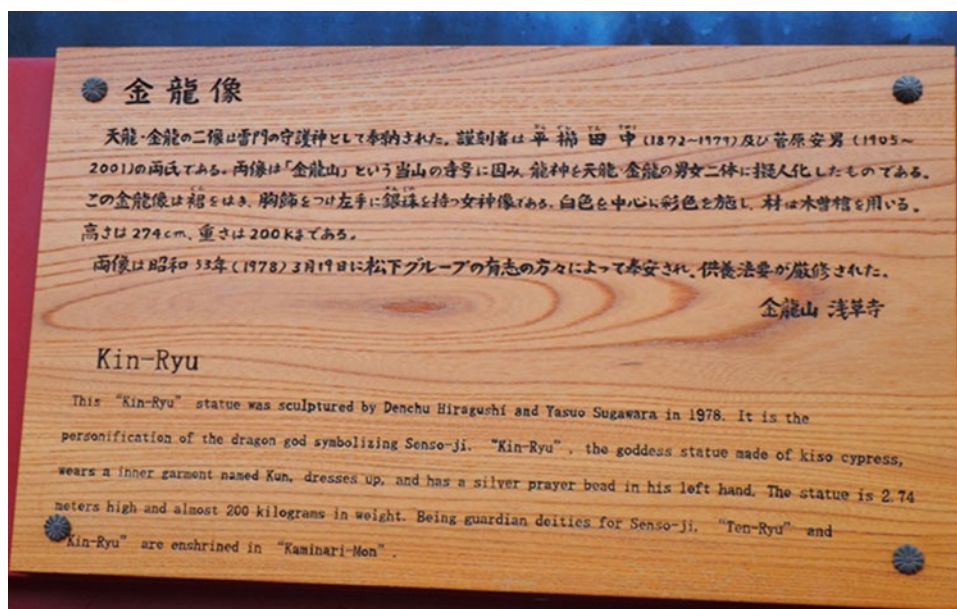 金龍像
天龍・金龍の二像は雷門の守護神として奉納された。謹刻者は平櫛田中(1872~1979)及び菅原安男(1905~
2001)の両氏である。両像は「金龍山」という当山の寺号に因み、龍神を天龍・金龍の男女二体に擬人化したものである。
この金龍像は裙をはき、胸飾をつけ左手に銀珠を持つ女神像である。白色を中心に彩色を施し、材は木曽檜を用いる。
高さは274cm、重さは200kgである。
両像は昭和53年(1978)3月19日に松下グループの有志の方々によって奉安され、供養法要が厳修された。
金龍山 浅草寺
Kin-Ryu
This "Kin-Ryu" statue was sculptured by Denchu Hiragushi and Yasuo Sugawara in 1978. It is the
personification of the dragon god symbolizing Senso-ji. "Kin-Ryu", the goddess statue made of kiso cypress,
wears a inner garment named Kun, dresses up, and has a silver prayer bead in his left hand. The statue is 2.74
meters high and almost 200 kilograms in weight. Being guardian deities for Senso-ji, "Ten-Ryu" and
"Kin-Ryu" are enshrined in "Kaminari-Mon".